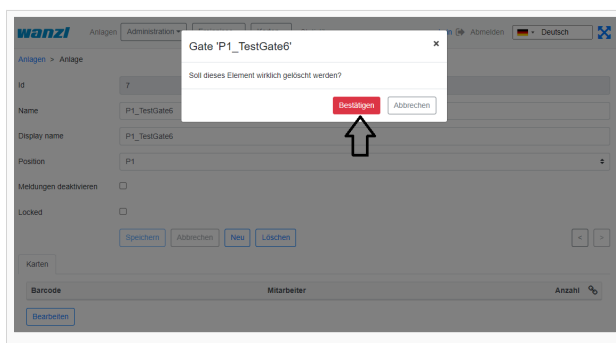 wanzl Anlagen Administration Abmelden Deutsch
Gate 'P1_TestGate6' ×
Anlagen > Anlage
Soll dieses Element wirklich gelöscht werden?
Id 7
Bestätigen Abbrechen
Name P1_TestGate6
Display name P1_TestGate6
Position P1
Meldungen deaktivieren
Locked
Speichern Abbrechen Neu Löschen < >
Karten
Barcode Mitarbeiter Anzahl
Bearbeiten